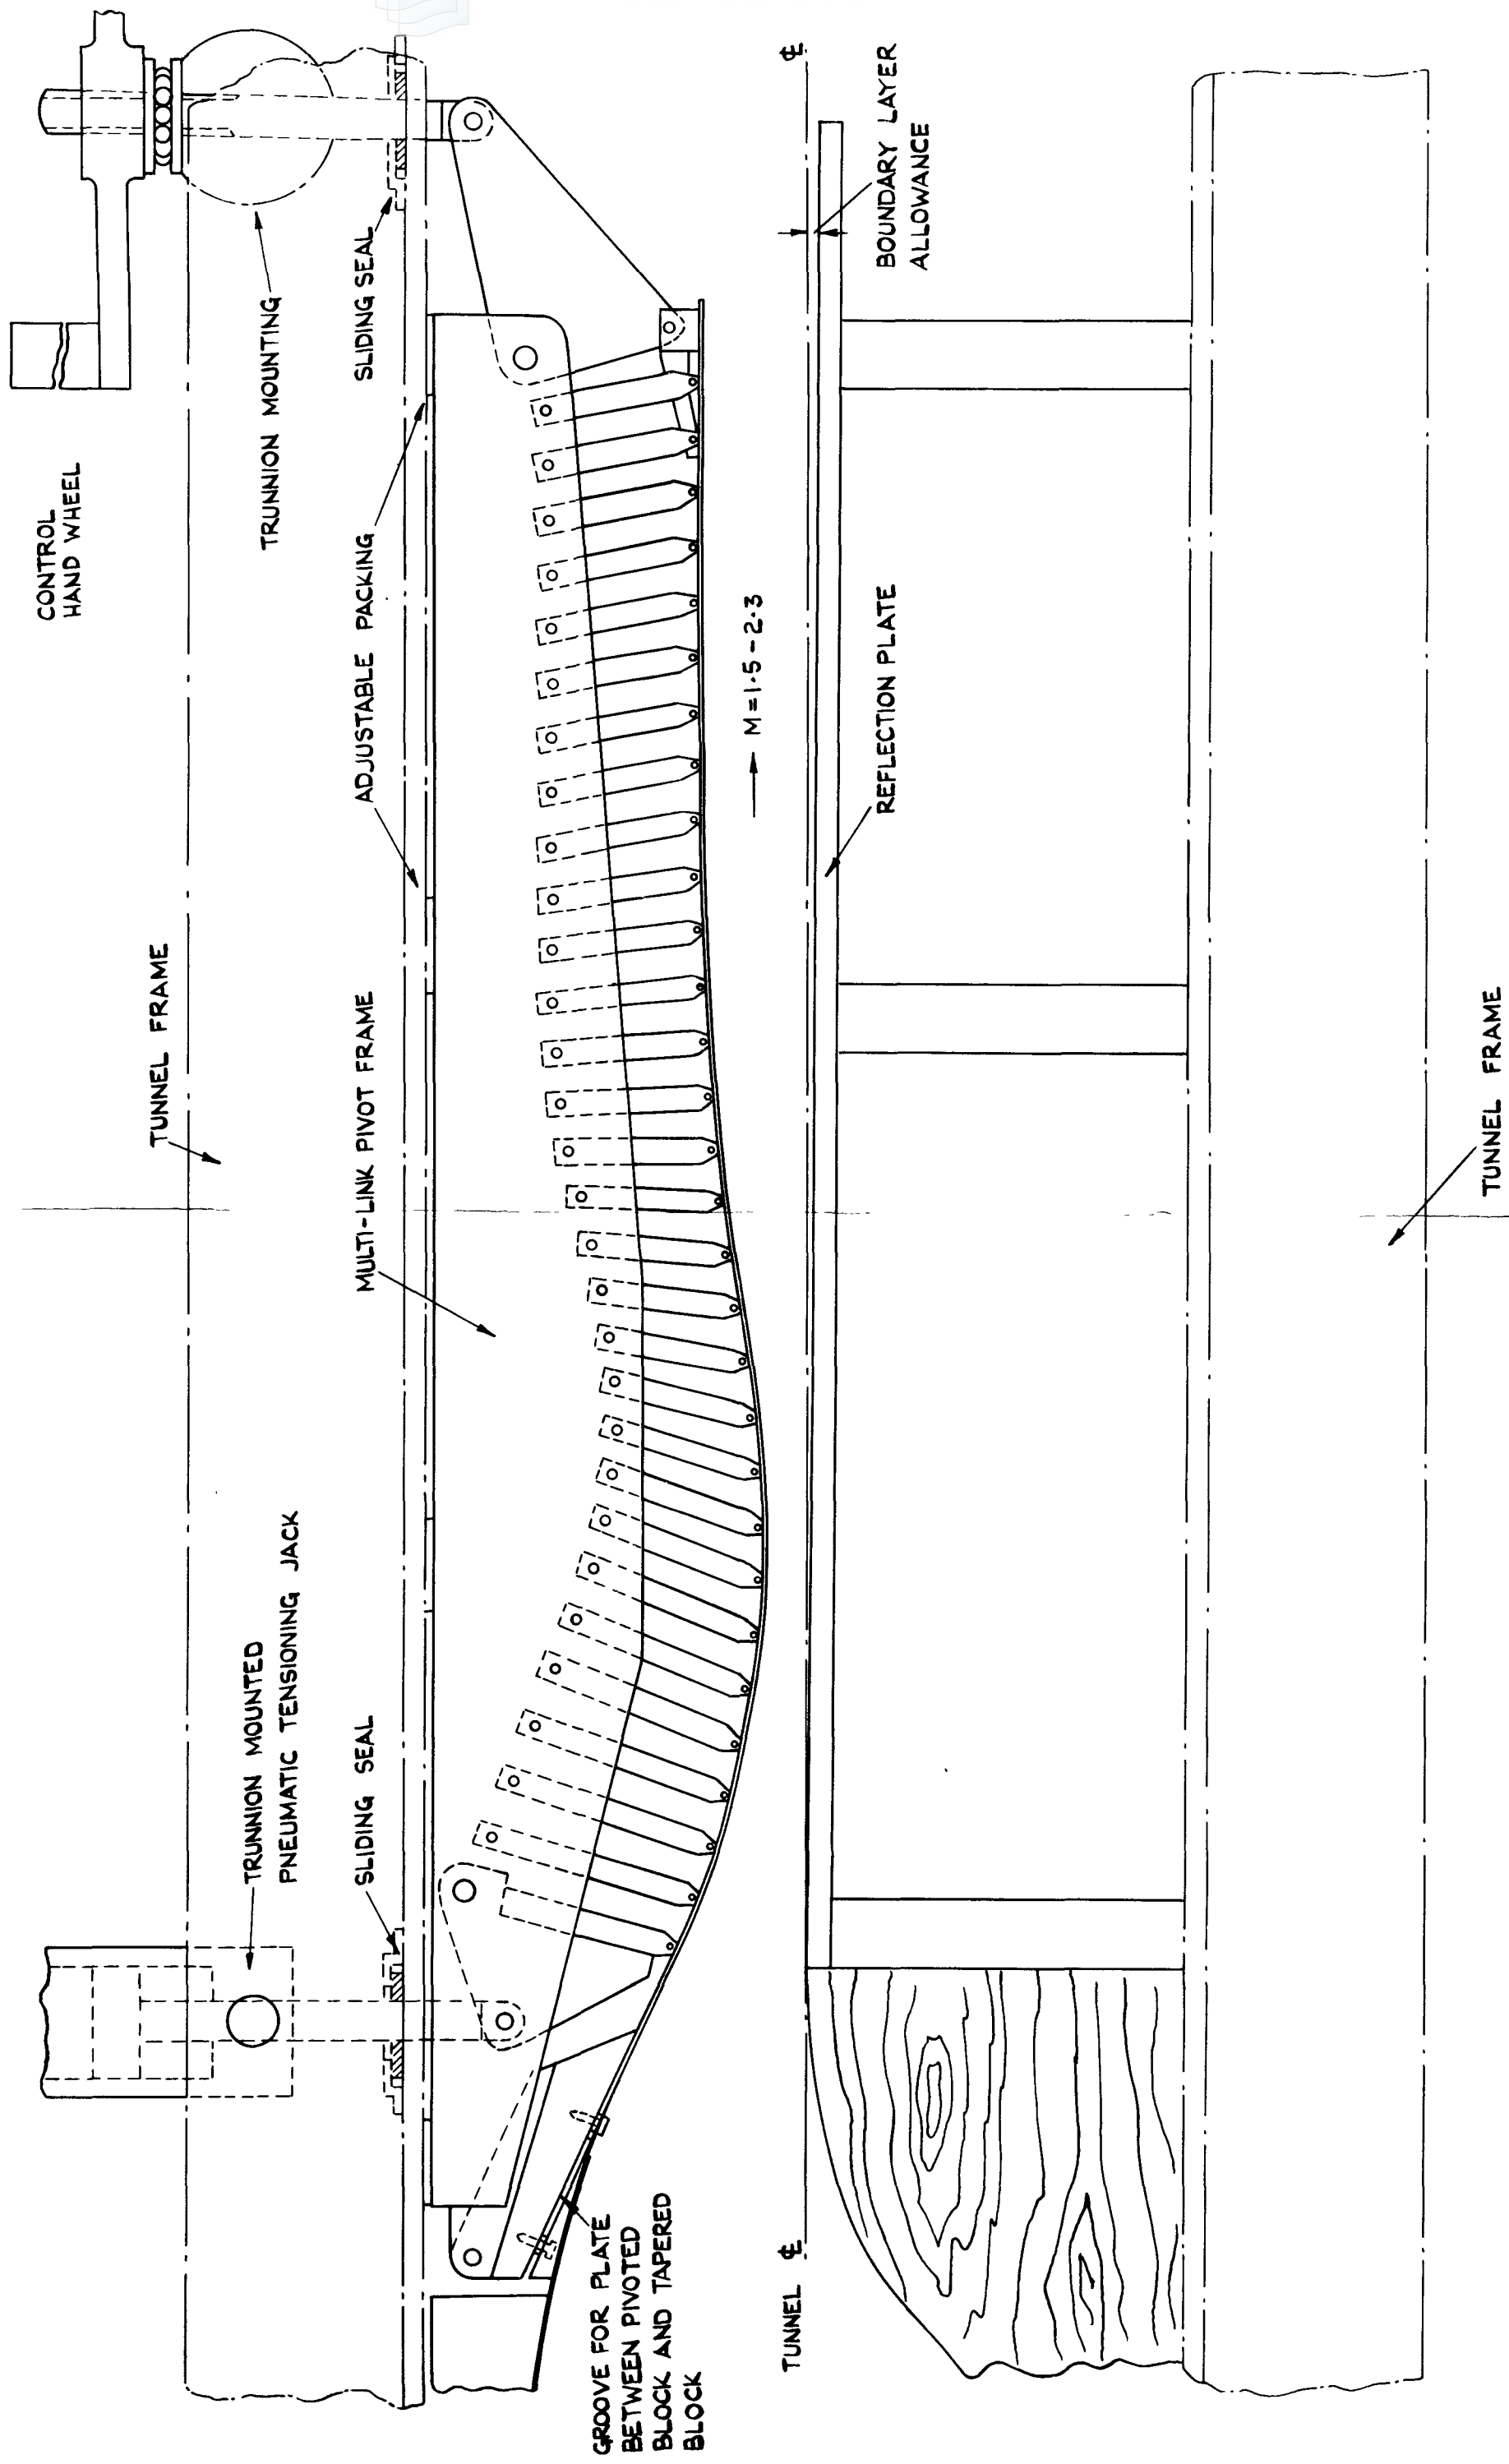 CONTROL
HAND WHEEL
TUNNEL FRAME
TRUNNION MOUNTING
TRUNNION MOUNTED
PNEUMATIC TENSIONING JACK
SLIDING SEAL
ADJUSTABLE PACKING
SLIDING SEAL
MULTI-LINK PIVOT FRAME
GROOVE FOR PLATE
BETWEEN PIVOTED
BLOCK AND TAPERED
BLOCK
→ M=1·5-2·3
TUNNEL ℄
℄
REFLECTION PLATE
BOUNDARY LAYER
ALLOWANCE
TUNNEL FRAME